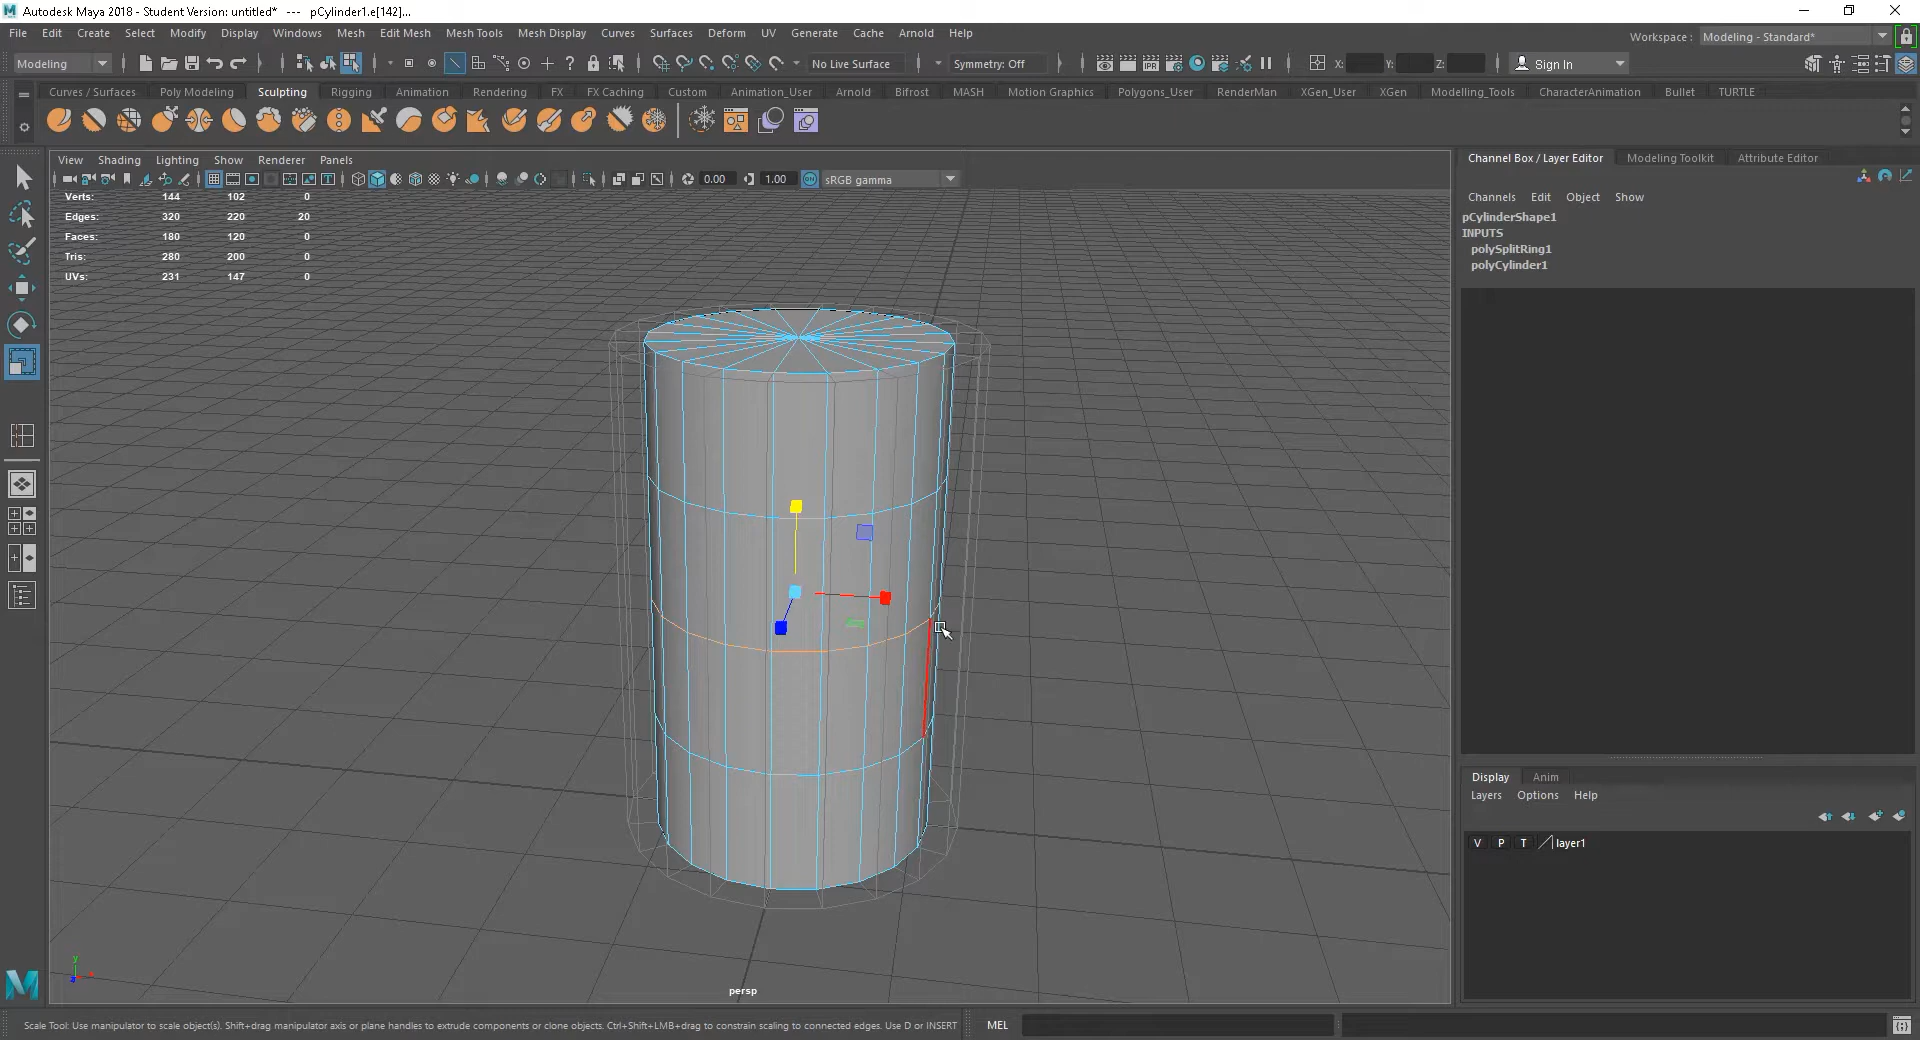 Autodesk Maya 2018 - Student Version: untitled*   ---   pCylinder1.e[142]...
File Edit Create Select Modify Display Windows Mesh Edit Mesh Mesh Tools Mesh Display Curves Surfaces Deform UV Generate Cache Arnold Help
Workspace : Modeling - Standard*
Modeling No Live Surface Symmetry: Off X: Y: Z: Sign In
Curves / Surfaces Poly Modeling Sculpting Rigging Animation Rendering FX FX Caching Custom Animation_User Arnold Bifrost MASH Motion Graphics Polygons_User RenderMan XGen_User XGen Modelling_Tools CharacterAnimation Bullet TURTLE
View Shading Lighting Show Renderer Panels
0.00 1.00 sRGB gamma
Verts: 144 102 0
Edges: 320 220 20
Faces: 180 120 0
Tris: 280 200 0
UVs: 231 147 0
persp
Channel Box / Layer Editor Modeling Toolkit Attribute Editor
Channels Edit Object Show
pCylinderShape1
INPUTS
polySplitRing1
polyCylinder1
Display Anim
Layers Options Help
V P T layer1
Scale Tool: Use manipulator to scale object(s). Shift+drag manipulator axis or plane handles to extrude components or clone objects. Ctrl+Shift+LMB+drag to constrain scaling to connected edges. Use D or INSERT
MEL